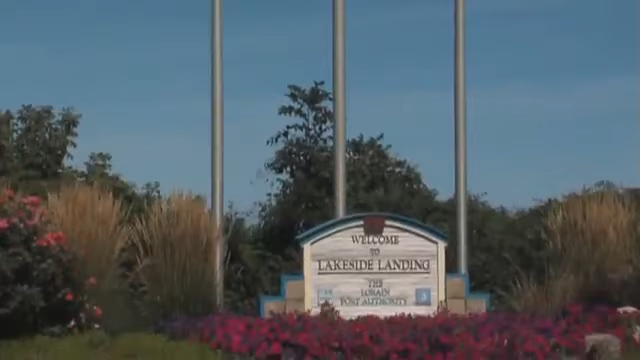 WELCOME
TO
LAKESIDE LANDING
THE
LORAIN
PORT AUTHORITY